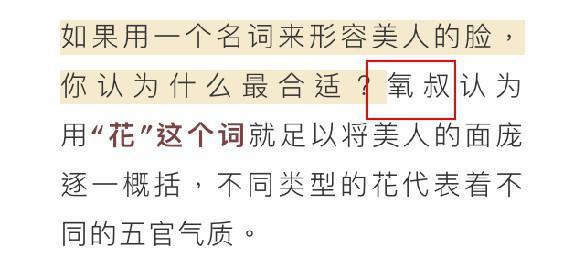 如果用一个名词来形容美人的脸，
你认为什么最合适？氧叔认为
用“花”这个词就足以将美人的面庞
逐一概括，不同类型的花代表着不
同的五官气质。